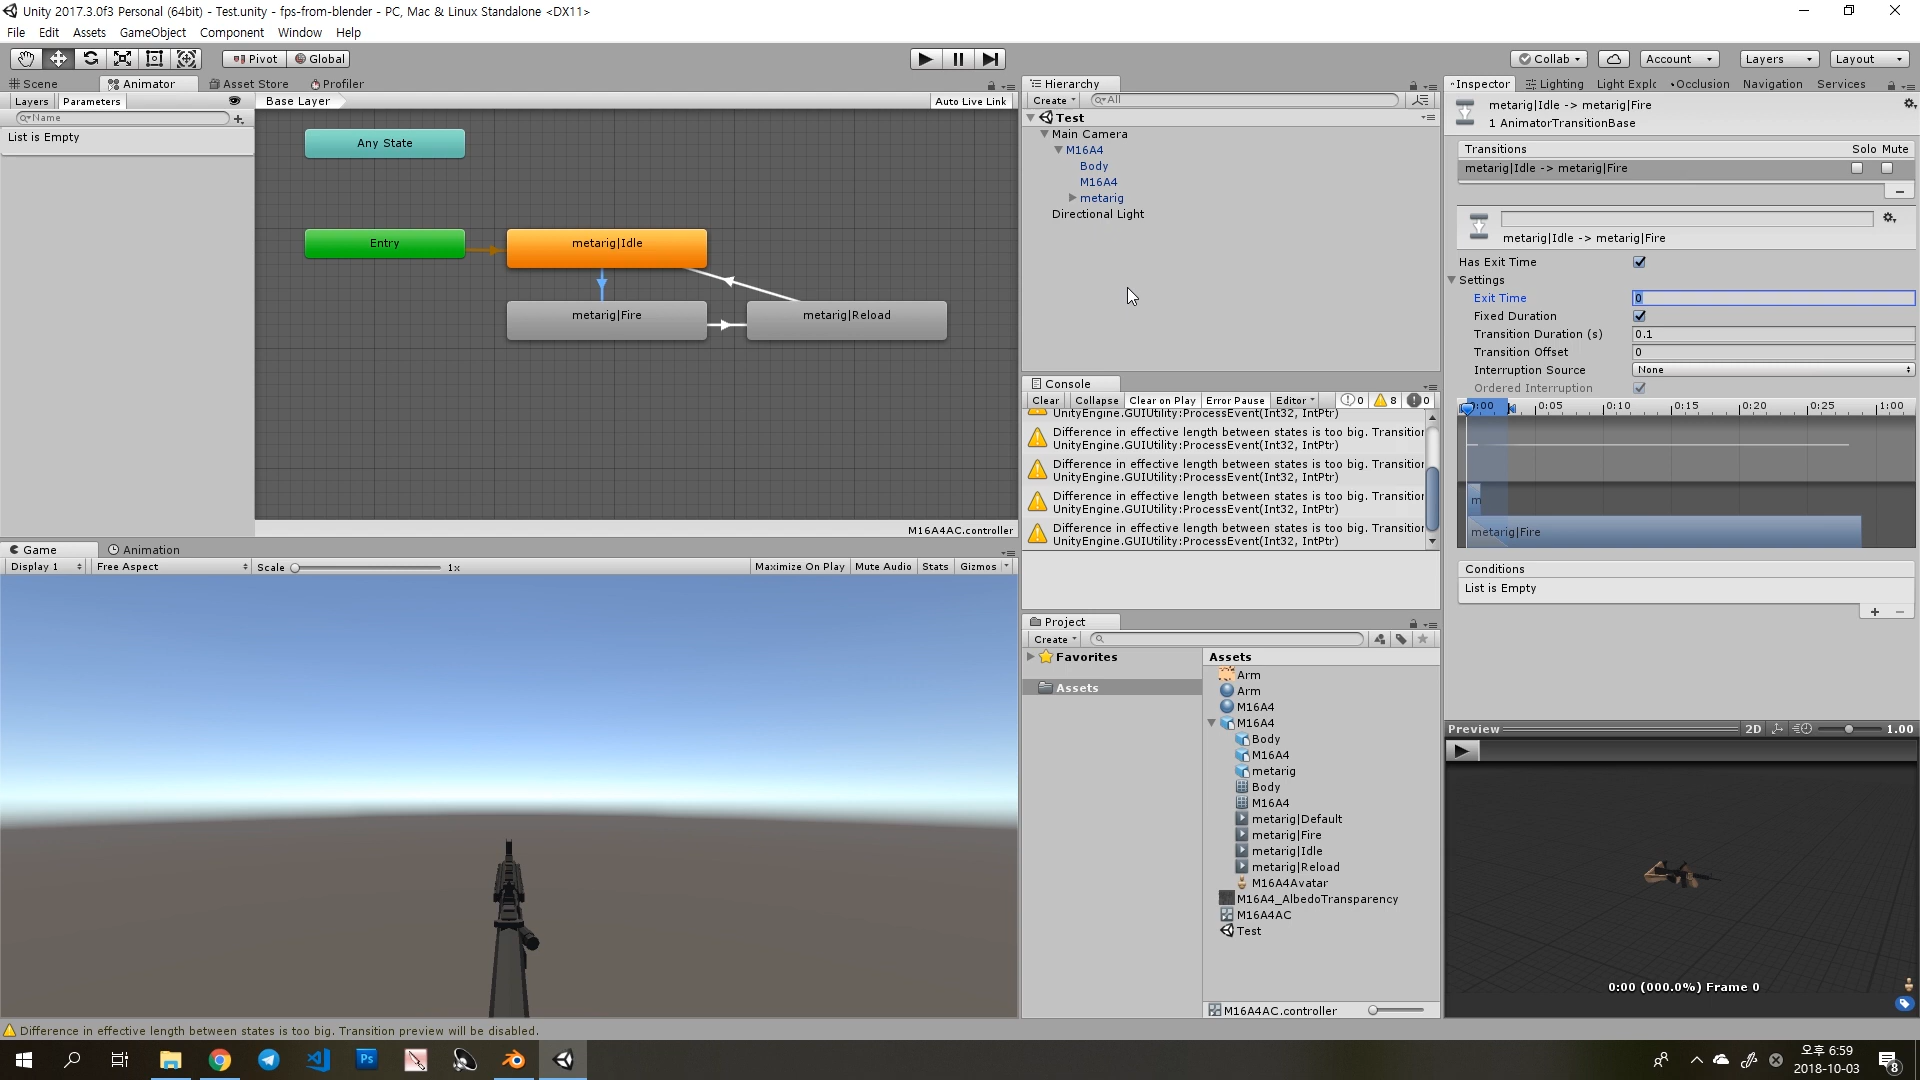 Unity 2017.3.0f3 Personal (64bit) - Test.unity - fps-from-blender - PC, Mac & Linux Standalone <DX11>
File Edit Assets GameObject Component Window Help
Pivot Global
Collab Account Layers Layout
Scene Animator Asset Store Profiler
Layers Parameters
Name
List is Empty
Base Layer
Auto Live Link
Any State
Entry
metarig|Idle
metarig|Fire
metarig|Reload
M16A4AC.controller
Game Animation
Display 1 Free Aspect Scale 1x Maximize On Play Mute Audio Stats Gizmos
Hierarchy
Create All
Test
Main Camera
M16A4
Body
M16A4
metarig
Directional Light
Console
Clear Collapse Clear on Play Error Pause Editor 0 8 0
UnityEngine.GUIUtility:ProcessEvent(Int32, IntPtr)
Difference in effective length between states is too big. Transition
UnityEngine.GUIUtility:ProcessEvent(Int32, IntPtr)
Difference in effective length between states is too big. Transition
UnityEngine.GUIUtility:ProcessEvent(Int32, IntPtr)
Difference in effective length between states is too big. Transition
UnityEngine.GUIUtility:ProcessEvent(Int32, IntPtr)
Difference in effective length between states is too big. Transition
UnityEngine.GUIUtility:ProcessEvent(Int32, IntPtr)
Project
Create
Favorites
Assets
Assets
Arm
Arm
M16A4
M16A4
Body
M16A4
metarig
Body
M16A4
metarig|Default
metarig|Fire
metarig|Idle
metarig|Reload
M16A4Avatar
M16A4_AlbedoTransparency
M16A4AC
Test
M16A4AC.controller
Inspector Lighting Light Explc Occlusion Navigation Services
metarig|Idle -> metarig|Fire
1 AnimatorTransitionBase
Transitions Solo Mute
metarig|Idle -> metarig|Fire
metarig|Idle -> metarig|Fire
Has Exit Time
Settings
Exit Time 0
Fixed Duration
Transition Duration (s) 0.1
Transition Offset 0
Interruption Source None
Ordered Interruption
0:00 0:05 0:10 0:15 0:20 0:25 1:00
m
metarig|Fire
Conditions
List is Empty
Preview 2D 1.00
0:00 (000.0%) Frame 0
Difference in effective length between states is too big. Transition preview will be disabled.
Ps
오후 6:59
2018-10-03
8